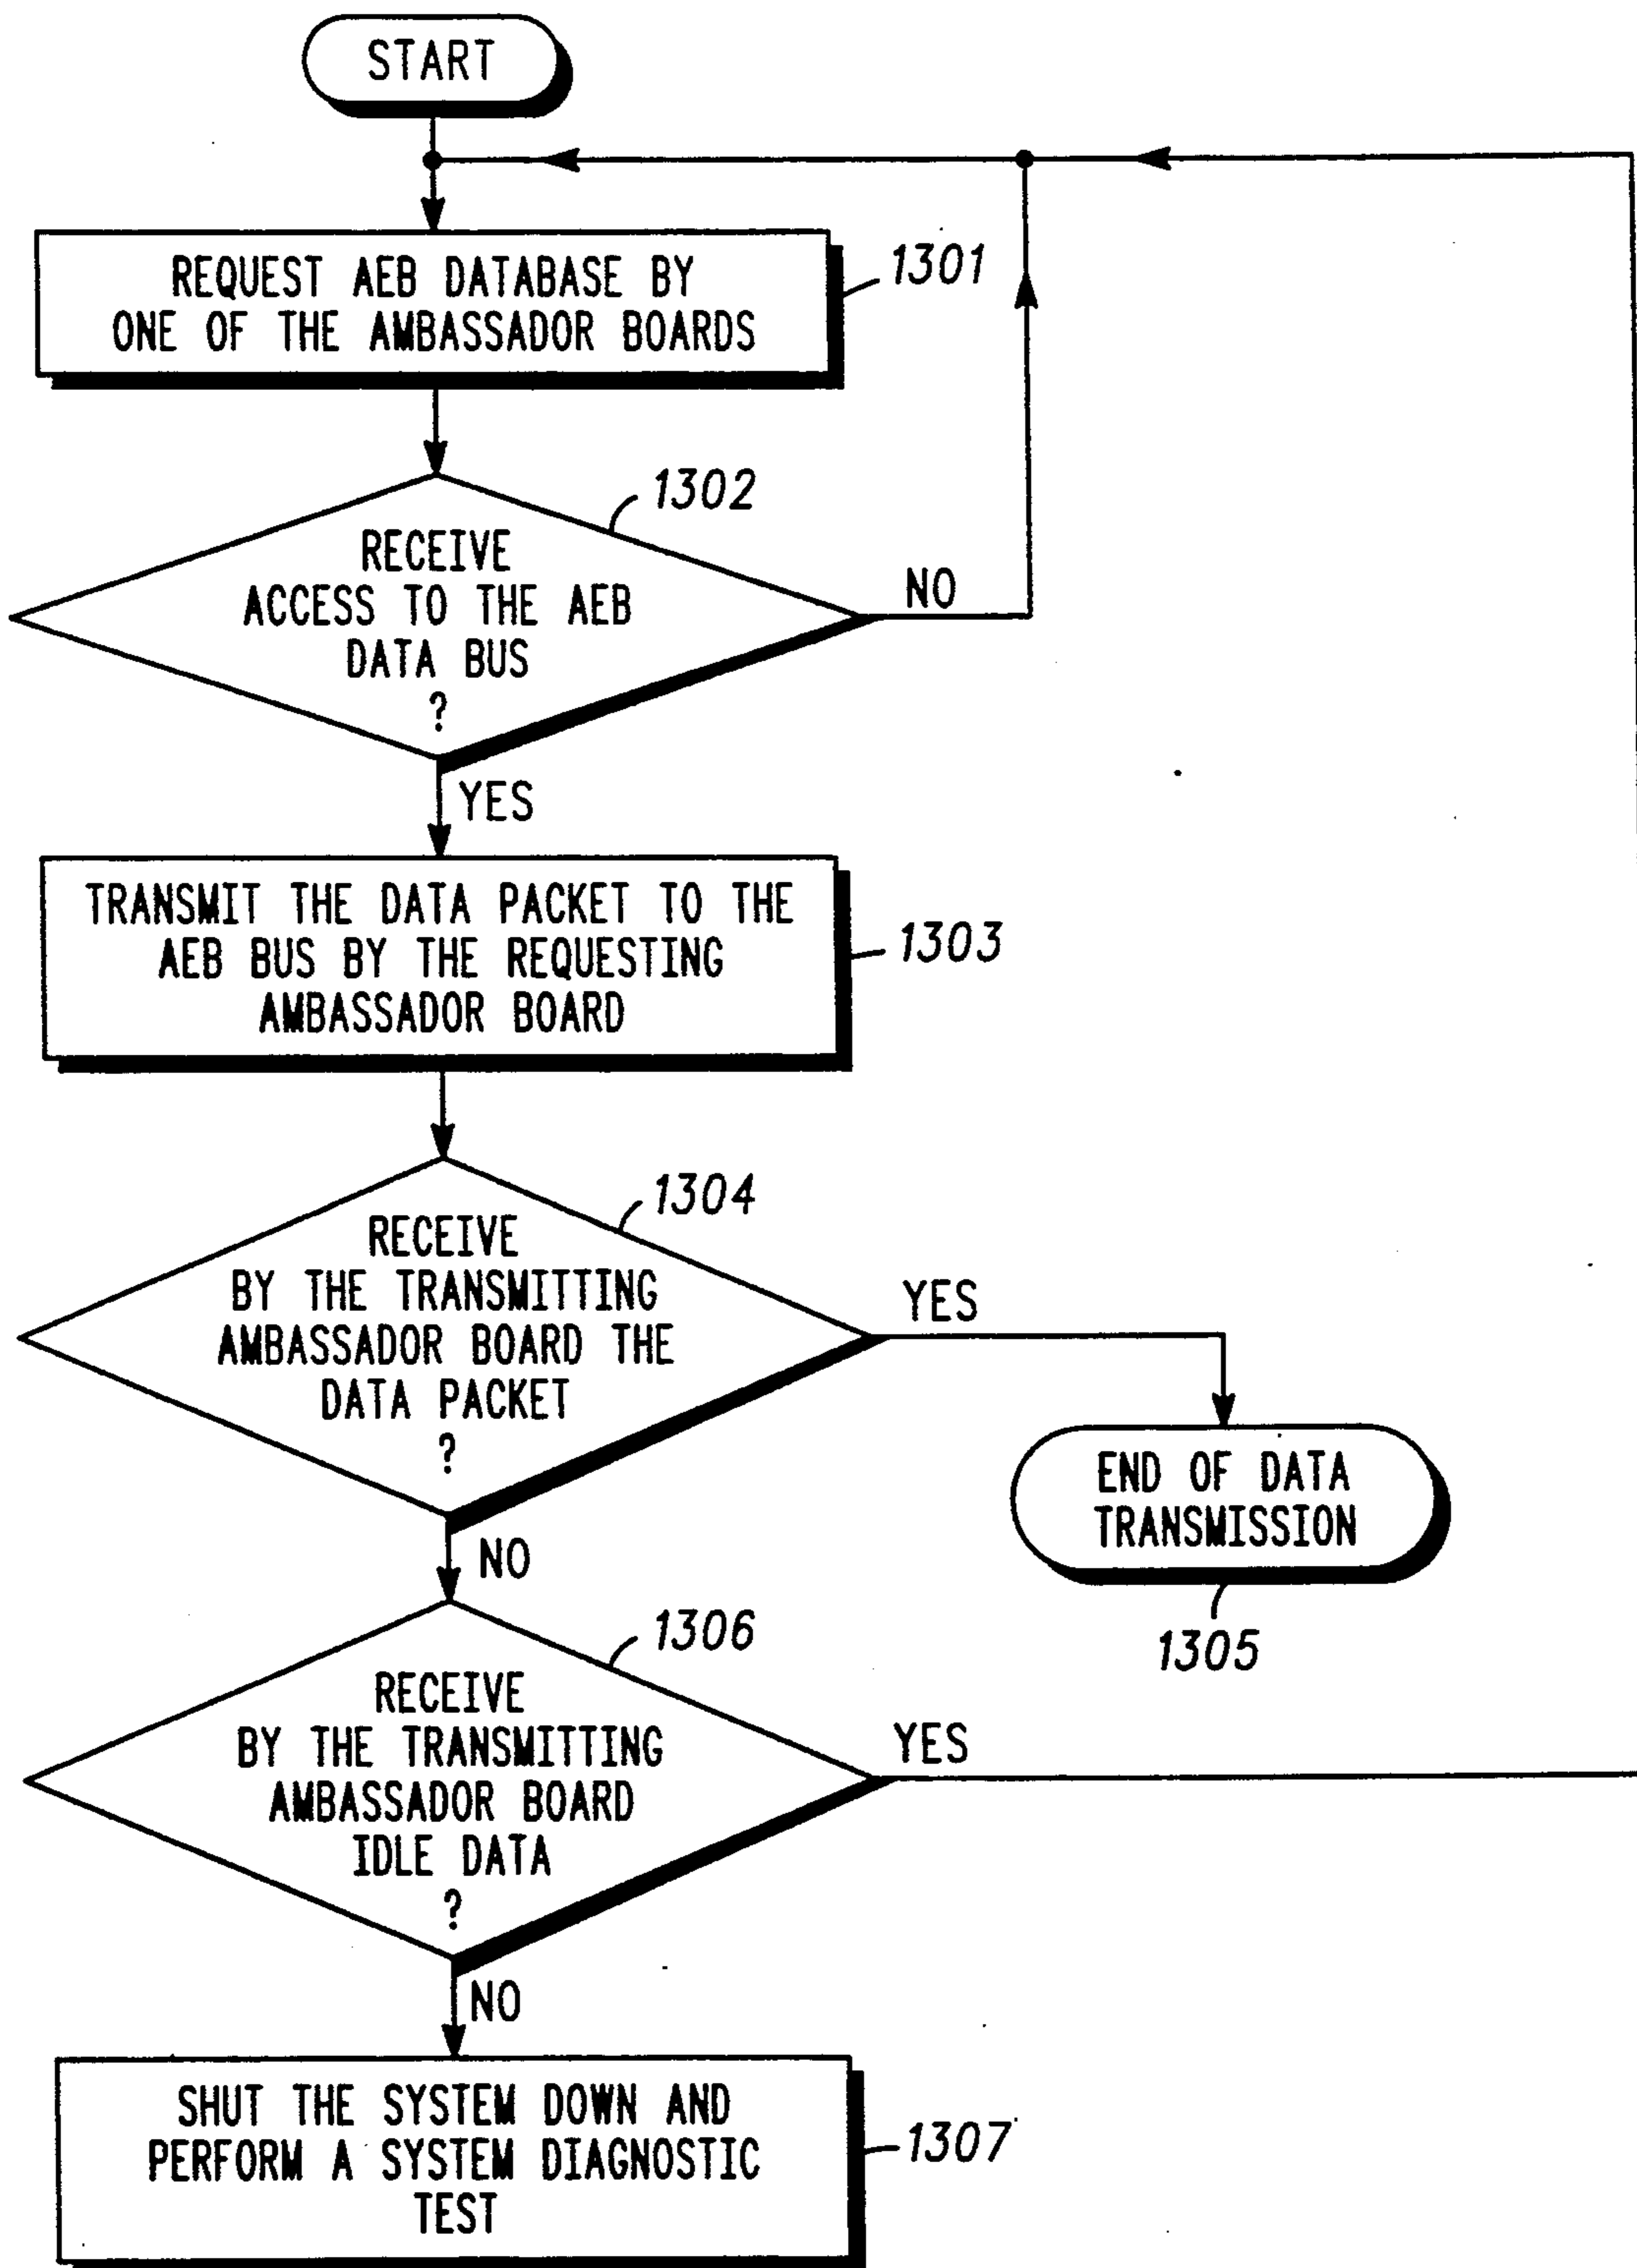 START
REQUEST AEB DATABASE BY
ONE OF THE AMBASSADOR BOARDS
1301
1302
RECEIVE
ACCESS TO THE AEB
DATA BUS
?
NO
YES
TRANSMIT THE DATA PACKET TO THE
AEB BUS BY THE REQUESTING
AMBASSADOR BOARD
1303
1304
RECEIVE
BY THE TRANSMITTING
AMBASSADOR BOARD THE
DATA PACKET
?
YES
NO
END OF DATA
TRANSMISSION
1305
1306
RECEIVE
BY THE TRANSMITTING
AMBASSADOR BOARD
IDLE DATA
?
YES
NO
SHUT THE SYSTEM DOWN AND
PERFORM A SYSTEM DIAGNOSTIC
TEST
1307